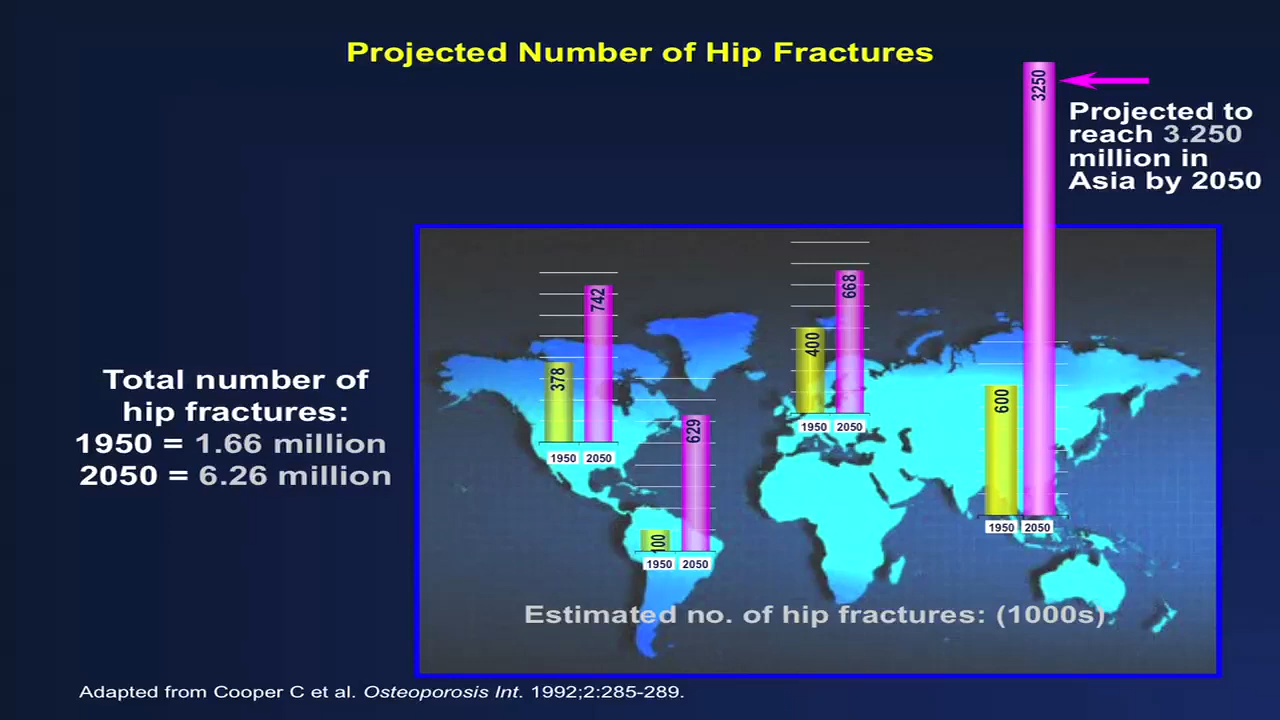 Projected Number of Hip Fractures
3250
Projected to
reach 3.250
million in
Asia by 2050
742
668
378
400
629
600
100
Total number of
hip fractures:
1950 = 1.66 million
2050 = 6.26 million
1950 2050
1950 2050
1950 2050
1950 2050
Estimated no. of hip fractures: (1000s)
Adapted from Cooper C et al. Osteoporosis Int. 1992;2:285-289.